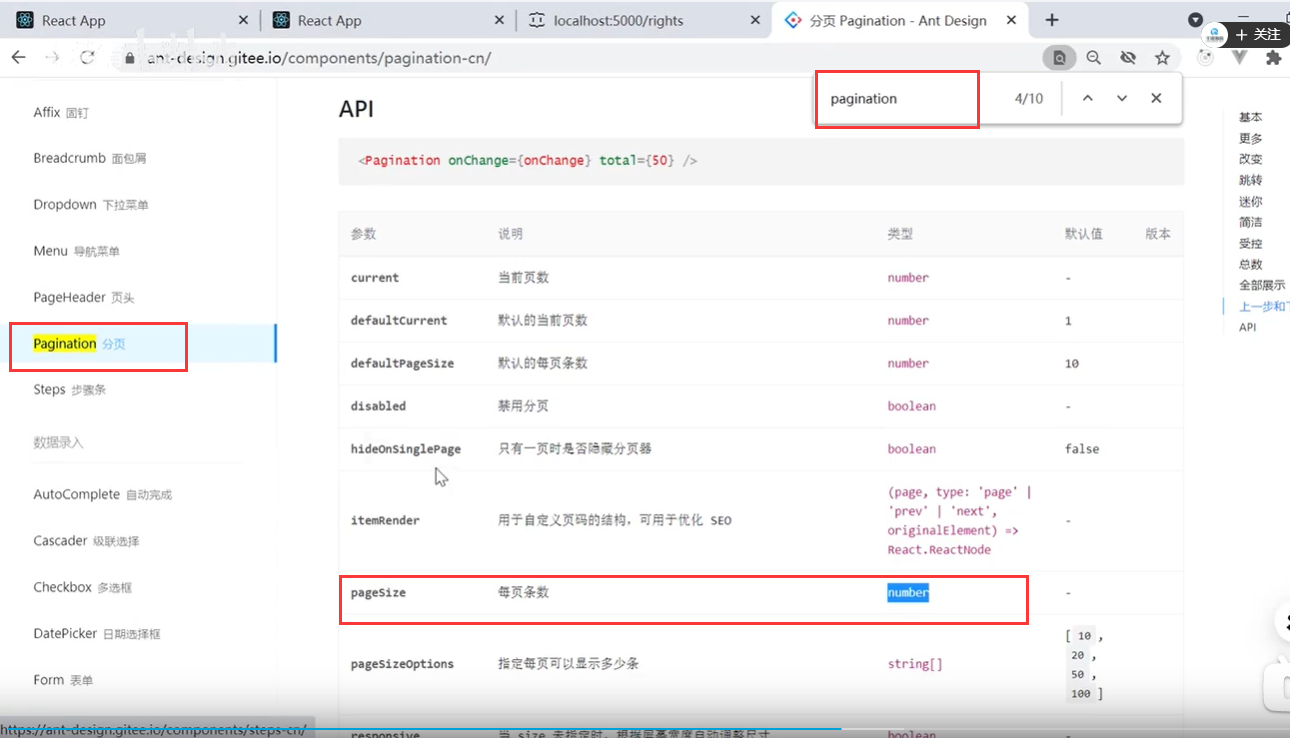 React App
React App
localhost:5000/rights
分页 Pagination - Ant Design
关注
ant-design.gitee.io/components/pagination-cn/
pagination
4/10
Affix 固钉
Breadcrumb 面包屑
Dropdown 下拉菜单
Menu 导航菜单
PageHeader 页头
Pagination 分页
Steps 步骤条
数据录入
AutoComplete 自动完成
Cascader 级联选择
Checkbox 多选框
DatePicker 日期选择框
Form 表单
API
<Pagination onChange={onChange} total={50} />
参数 说明 类型 默认值 版本
current 当前页数 number -
defaultCurrent 默认的当前页数 number 1
defaultPageSize 默认的每页条数 number 10
disabled 禁用分页 boolean -
hideOnSinglePage 只有一页时是否隐藏分页器 boolean false
itemRender 用于自定义页码的结构，可用于优化 SEO (page, type: 'page' |
'prev' | 'next',
originalElement) =>
React.ReactNode
-
pageSize 每页条数 number -
pageSizeOptions 指定每页可以显示多少条 string[] [ 10 ,
20 ,
50 ,
100 ]
responsive 当 size 未指定时，根据屏幕宽度自动调整尺寸 boolean -
基本
更多
改变
跳转
迷你
简洁
受控
总数
全部展示
上一步和下
API
https://ant-design.gitee.io/components/steps-cn/